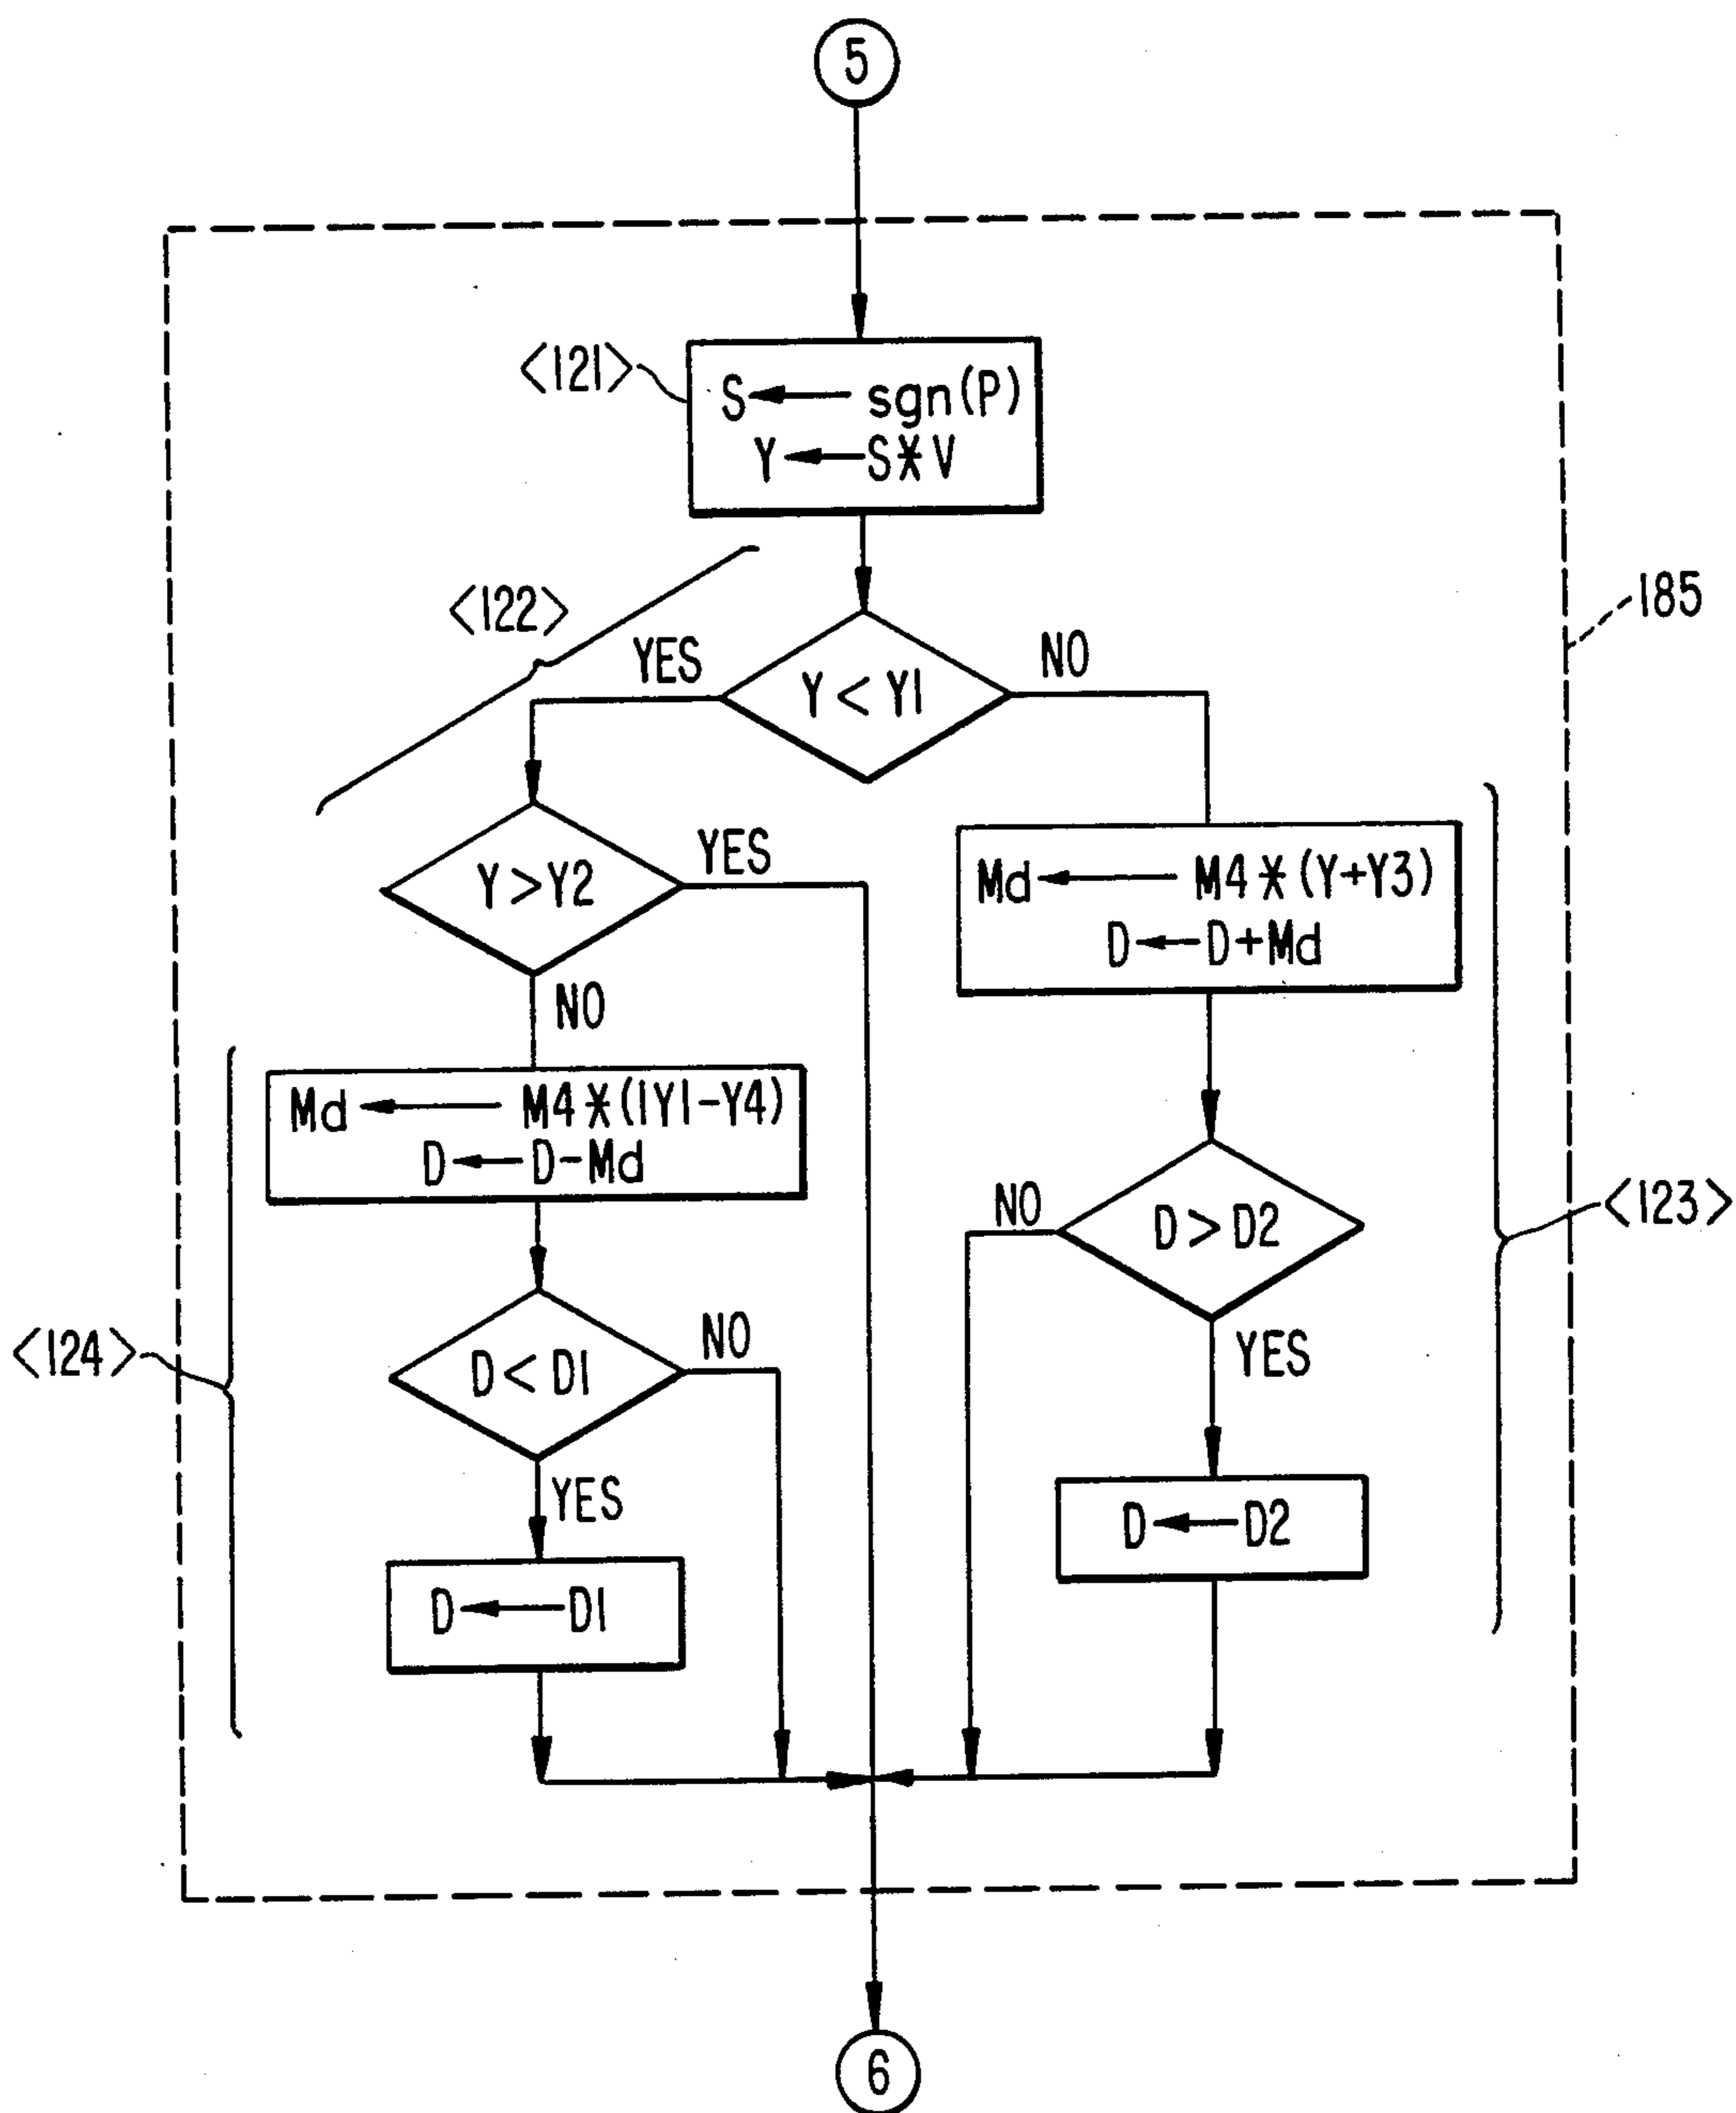 5
<121>
S ← sgn(P)
Y ← S*V
<122>
YES
NO
185
Y < Y1
Y > Y2
YES
Md ← M4*(Y+Y3)
D ← D+Md
NO
Md ← M4*(|Y|-Y4)
D ← D-Md
NO
D > D2
<123>
<124>
D < D1
NO
YES
YES
D ← D2
D ← D1
6